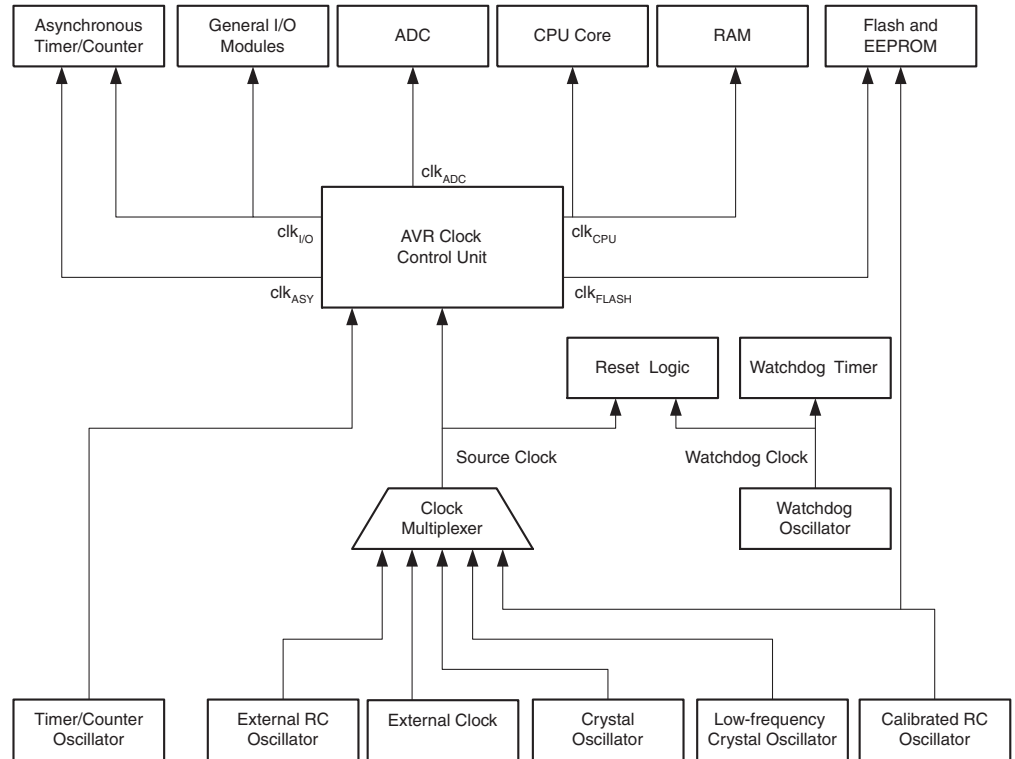 Asynchronous
Timer/Counter
General I/O
Modules
ADC
CPU Core
RAM
Flash and
EEPROM
clkADC
clkI/O
AVR Clock
Control Unit
clkCPU
clkASY
clkFLASH
Reset Logic
Watchdog Timer
Source Clock
Watchdog Clock
Clock
Multiplexer
Watchdog
Oscillator
Timer/Counter
Oscillator
External RC
Oscillator
External Clock
Crystal
Oscillator
Low-frequency
Crystal Oscillator
Calibrated RC
Oscillator